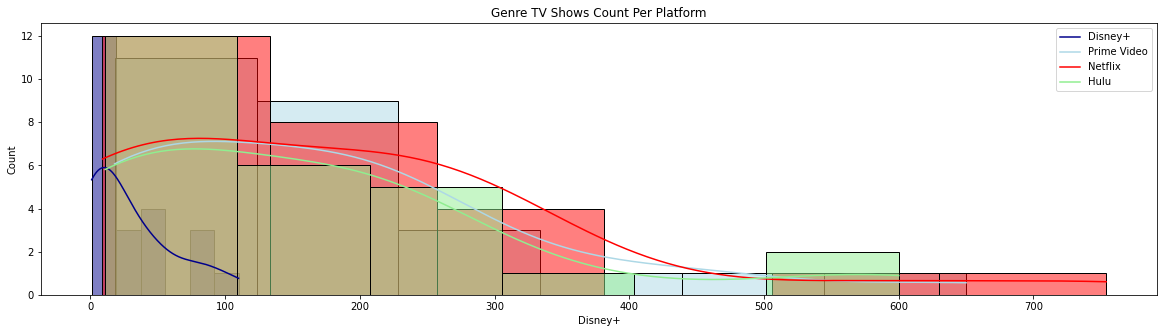 Genre TV Shows Count Per Platform
Count
12
10
8
6
4
2
0
Disney+
Prime Video
Netflix
Hulu
0 100 200 300 400 500 600 700
Disney+